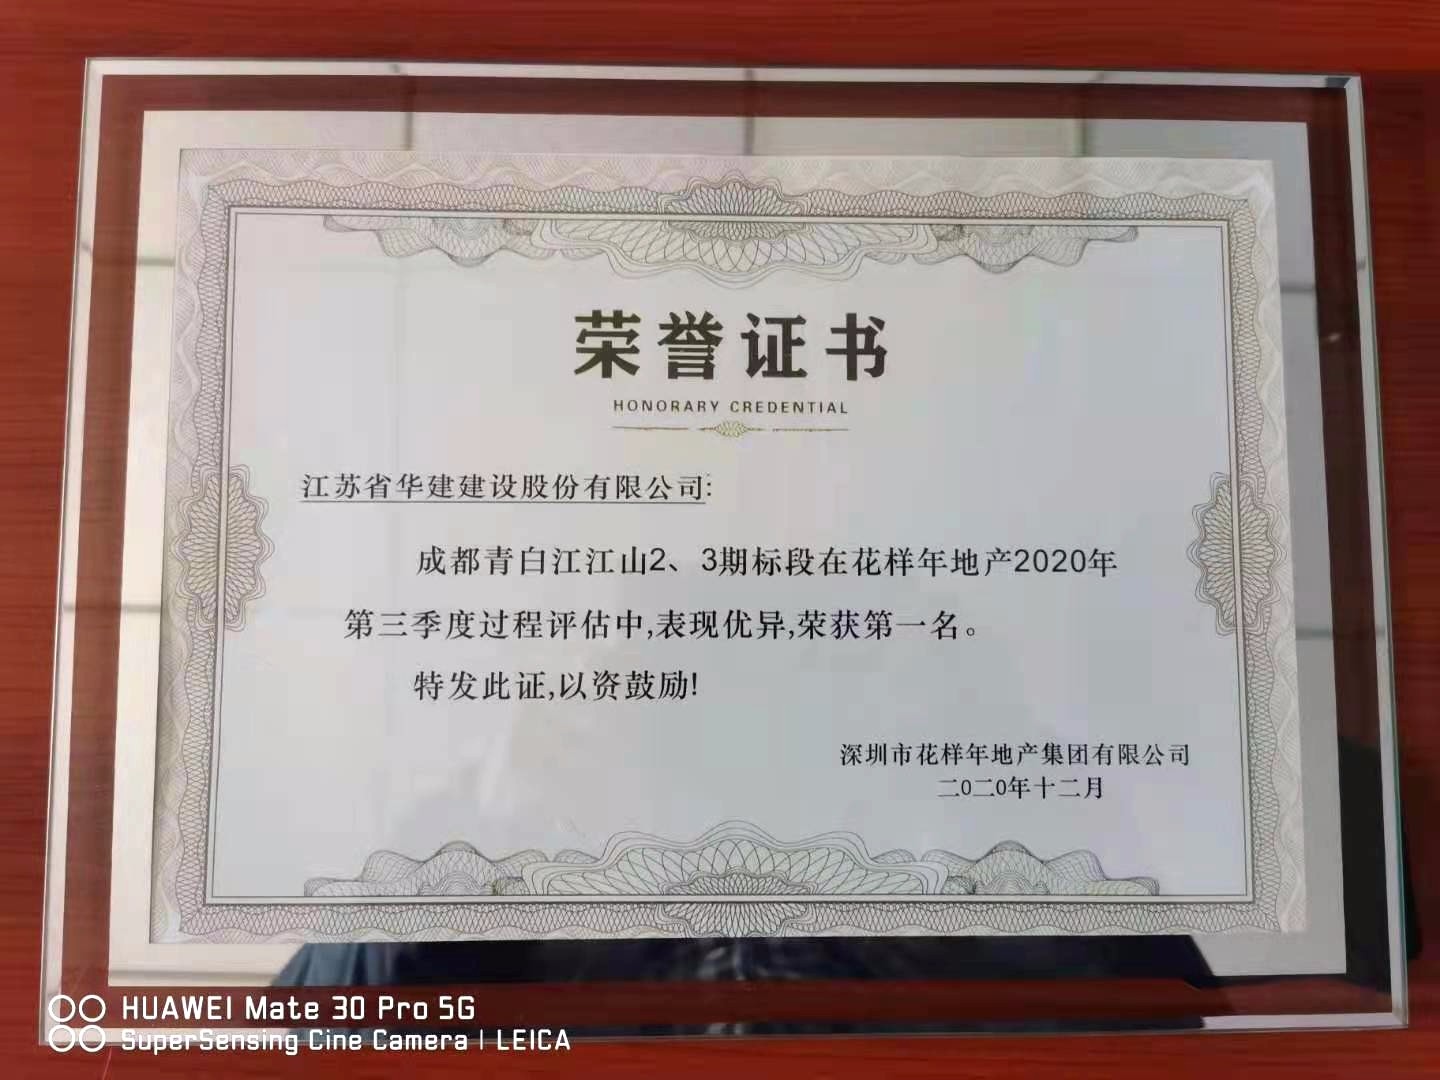 荣誉证书
HONORARY CREDENTIAL
江苏省华建建设股份有限公司:
成都青白江江山2、3期标段在花样年地产2020年
第三季度过程评估中,表现优异,荣获第一名。
特发此证,以资鼓励!
深圳市花样年地产集团有限公司
二0二0年十二月
HUAWEI Mate 30 Pro 5G
SuperSensing Cine Camera | LEICA